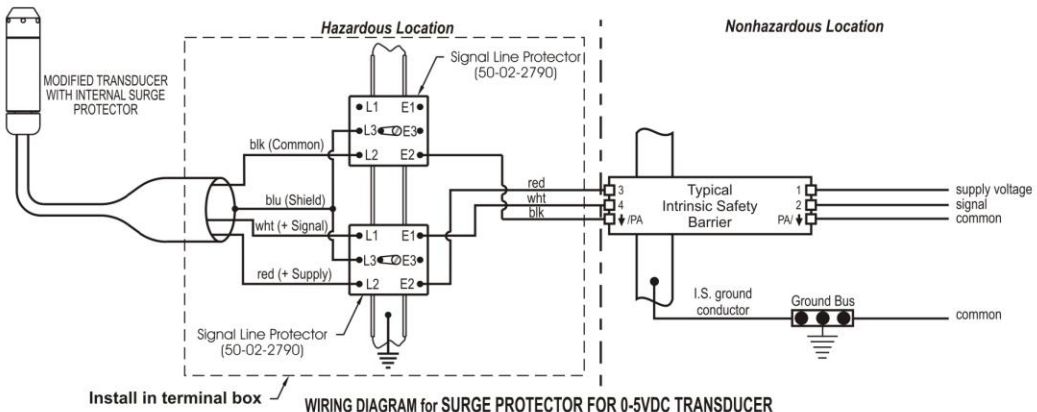 Hazardous Location
Nonhazardous Location
Signal Line Protector
(50-02-2790)
MODIFIED TRANSDUCER
WITH INTERNAL SURGE
PROTECTOR
L1 E1
L3 E3
L2 E2
blk (Common)
blu (Shield)
wht (+ Signal)
red (+ Supply)
L1 E1
L3 E3
L2 E2
Signal Line Protector
(50-02-2790)
Install in terminal box
red
wht
blk
3 Typical 1
4 Intrinsic Safety 2
/PA Barrier PA/
supply voltage
signal
common
I.S. ground
conductor
Ground Bus
common
WIRING DIAGRAM for SURGE PROTECTOR FOR 0-5VDC TRANSDUCER